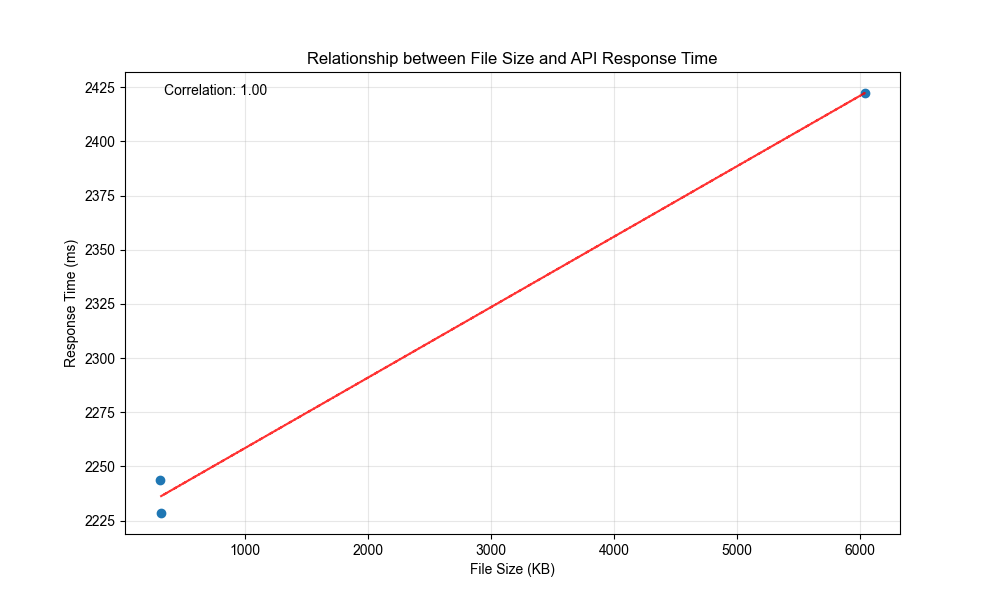 Relationship between File Size and API Response Time
Correlation: 1.00
Response Time (ms)
2425
2400
2375
2350
2325
2300
2275
2250
2225
1000 2000 3000 4000 5000 6000
File Size (KB)